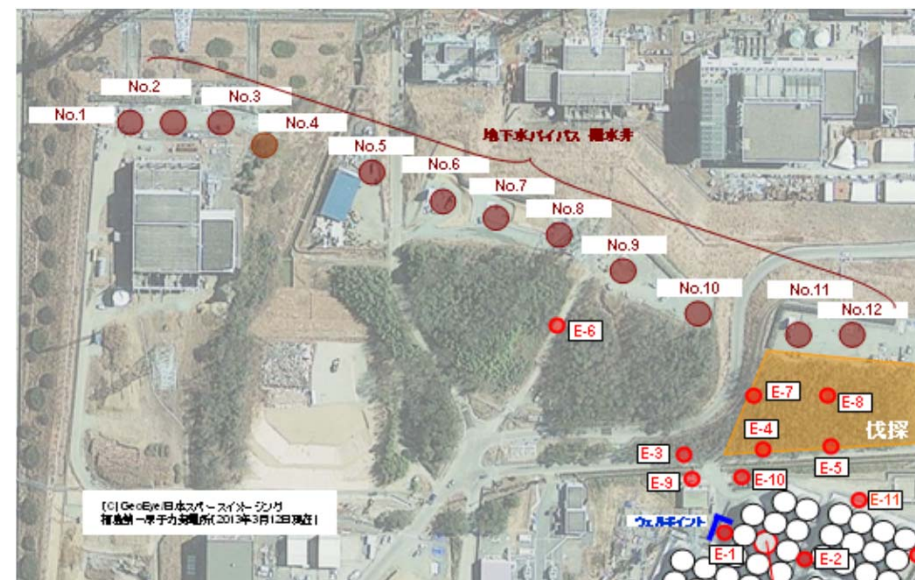 No.1
No.2
No.3
No.4
No.5
No.6
No.7
No.8
No.9
No.10
No.11
No.12
地下水バイパス 揚水井
E-6
E-7
E-8
伐採
E-4
E-3
E-5
E-9
E-10
E-11
ウェルポイント
E-1
E-2
(C)GeoEye/日本スペースイメージング
福島第一原子力発電所(2013年3月12日現在)